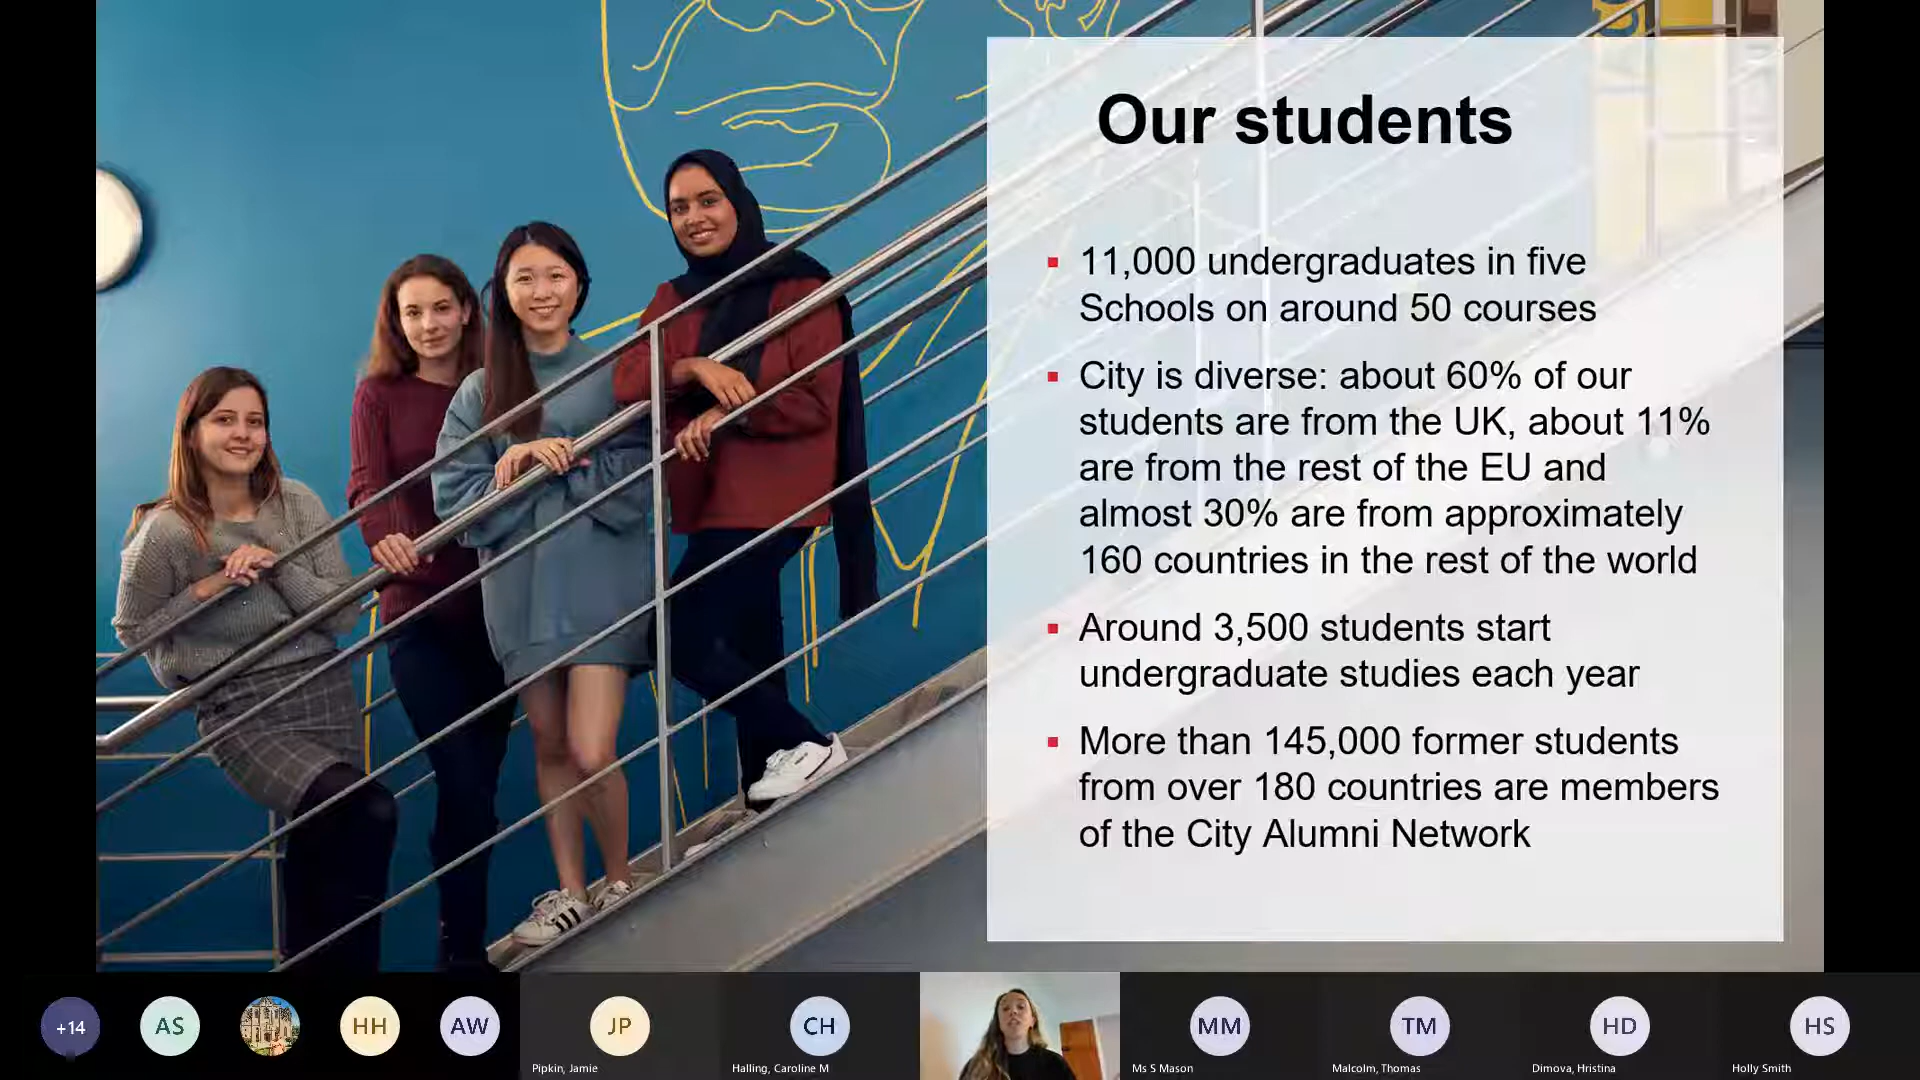 Our students
11,000 undergraduates in five
Schools on around 50 courses
City is diverse: about 60% of our
students are from the UK, about 11%
are from the rest of the EU and
almost 30% are from approximately
160 countries in the rest of the world
Around 3,500 students start
undergraduate studies each year
More than 145,000 former students
from over 180 countries are members
of the City Alumni Network
+14
AS
HH
AW
JP
Pipkin, Jamie
CH
Halling, Caroline M
MM
Ms S Mason
TM
Malcolm, Thomas
HD
Dimova, Hristina
HS
Holly Smith